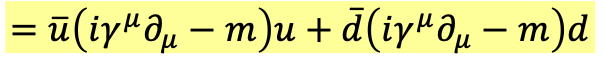 = ū(iγ^μ∂_μ − m)u + d̄(iγ^μ∂_μ − m)d